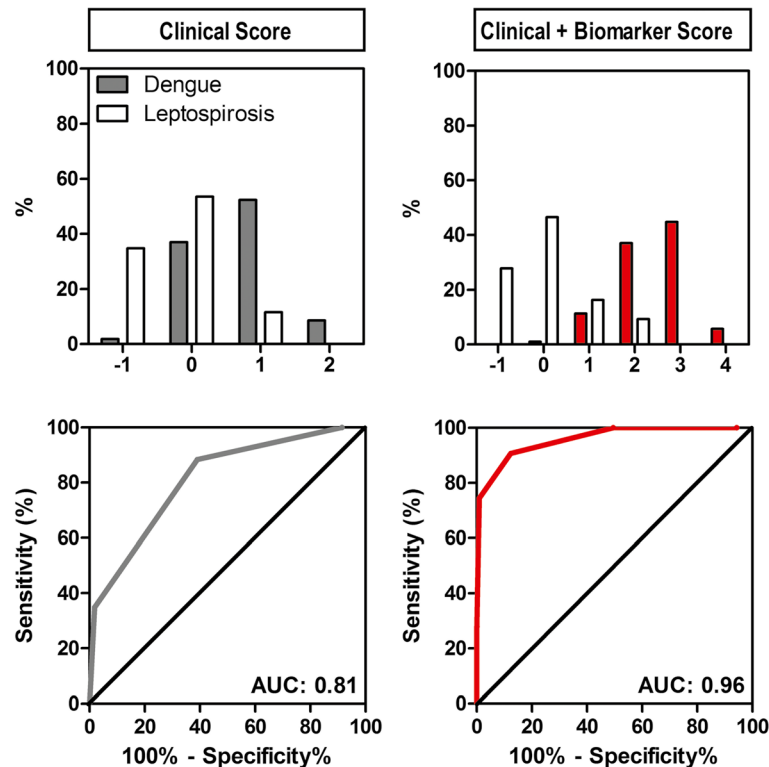 Clinical Score
Clinical + Biomarker Score
100
80
60
40
20
0
%
Dengue
Leptospirosis
-1 0 1 2
100
80
60
40
20
0
%
-1 0 1 2 3 4
100
80
60
40
20
0
Sensitivity (%)
AUC: 0.81
0 20 40 60 80 100
100% - Specificity%
100
80
60
40
20
0
Sensitivity (%)
AUC: 0.96
0 20 40 60 80 100
100% - Specificity%